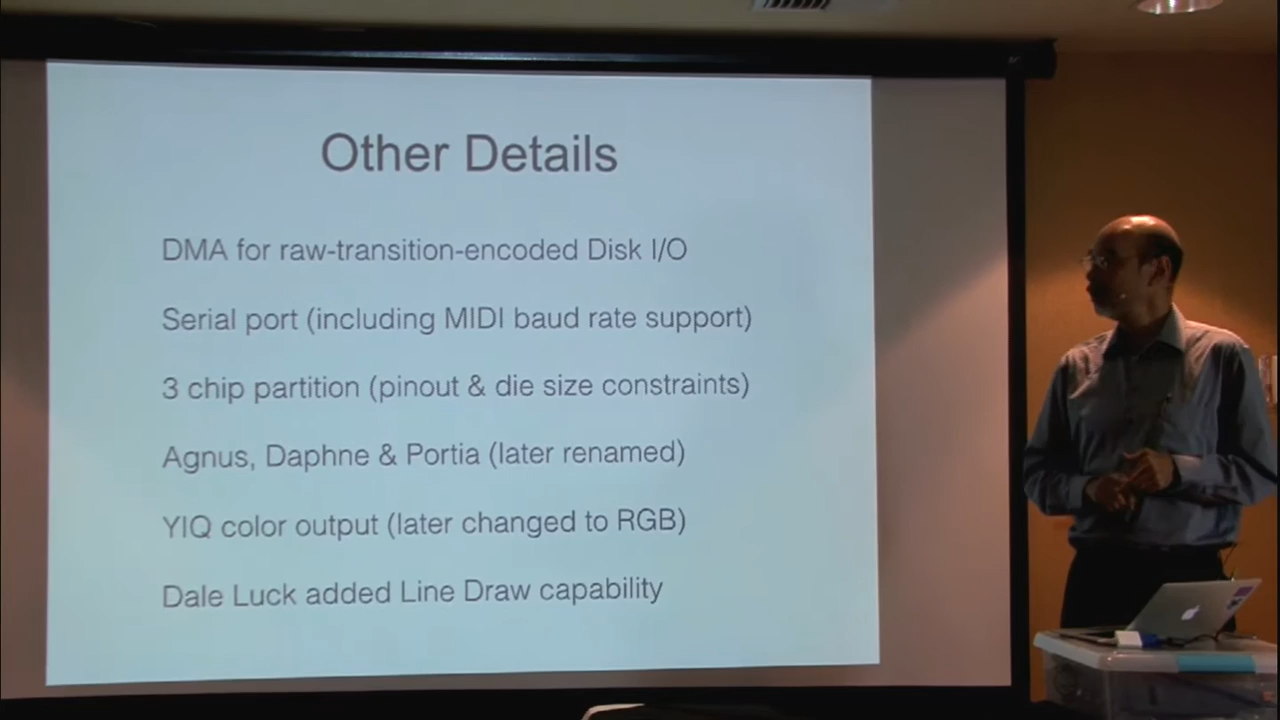 Other Details
DMA for raw-transition-encoded Disk I/O
Serial port (including MIDI baud rate support)
3 chip partition (pinout & die size constraints)
Agnus, Daphne & Portia (later renamed)
YIQ color output (later changed to RGB)
Dale Luck added Line Draw capability